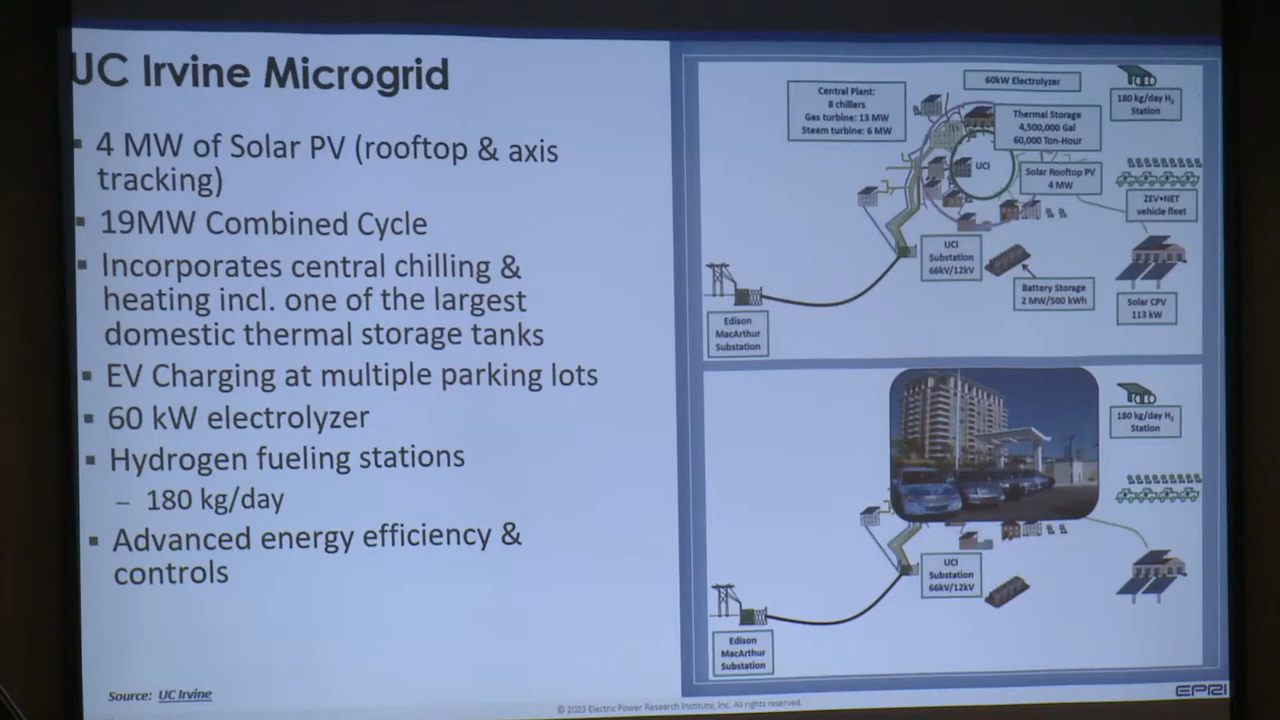 UC Irvine Microgrid
▪ 4 MW of Solar PV (rooftop & axis
tracking)
▪ 19MW Combined Cycle
▪ Incorporates central chilling &
heating incl. one of the largest
domestic thermal storage tanks
▪ EV Charging at multiple parking lots
▪ 60 kW electrolyzer
▪ Hydrogen fueling stations
– 180 kg/day
▪ Advanced energy efficiency &
controls
Source: UC Irvine
Central Plant:
8 chillers
Gas turbine: 13 MW
Steam turbine: 6 MW
60kW Electrolyzer
Thermal Storage
4,500,000 Gal
60,000 Ton-Hour
180 kg/day H₂
Station
UCI
Solar Rooftop PV
4 MW
ZEV•NET
vehicle fleet
UCI
Substation
66kV/12kV
Battery Storage
2 MW/500 kWh
Solar CPV
113 kW
Edison
MacArthur
Substation
180 kg/day H₂
Station
UCI
Substation
66kV/12kV
Edison
MacArthur
Substation
© 2023 Electric Power Research Institute, Inc. All rights reserved.
EPRI